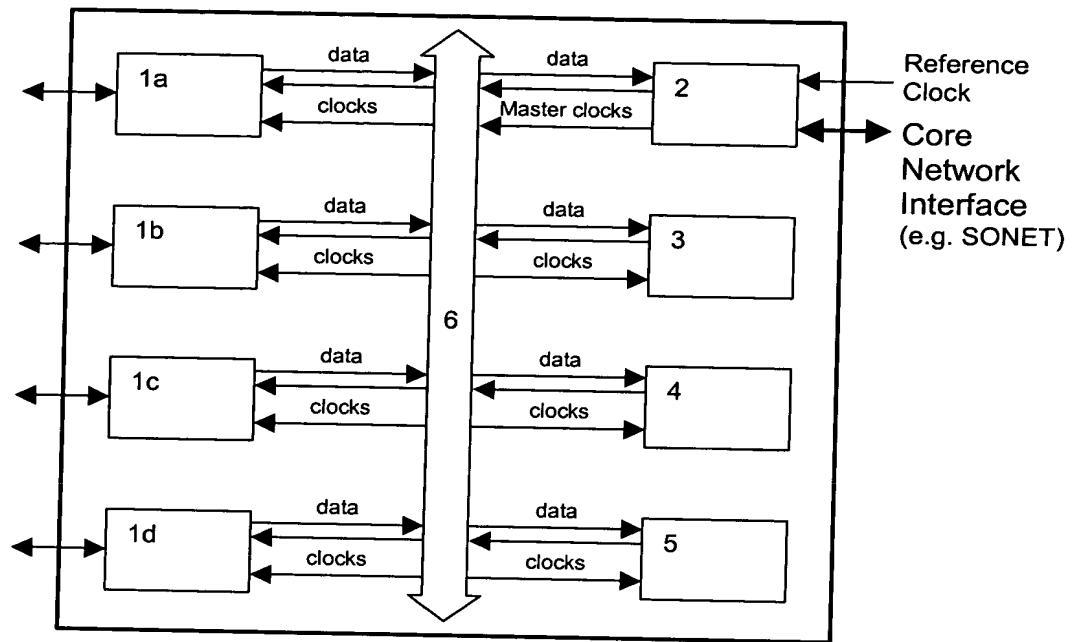 data
data
1a
2
Reference
Clock
clocks
Master clocks
Core
Network
Interface
(e.g. SONET)
data
data
1b
3
clocks
clocks
6
data
data
1c
4
clocks
clocks
data
data
1d
5
clocks
clocks